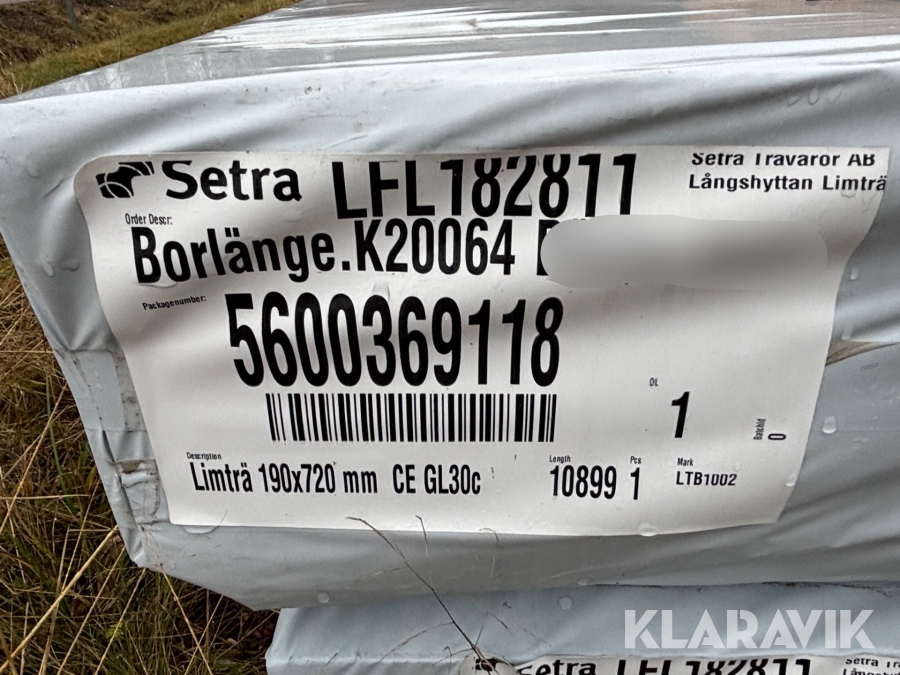 Setra LFL182811
Setra Travaror AB
Långshyttan Limträ
Order Descr:
Borlänge.K20064
Packagenumber:
5600369118
OL
1
BatchId
0
Description
Limträ 190x720 mm CE GL30c
Length
10899
Pcs
1
Mark
LTB1002
KLARAVIK
Setra LFL182811